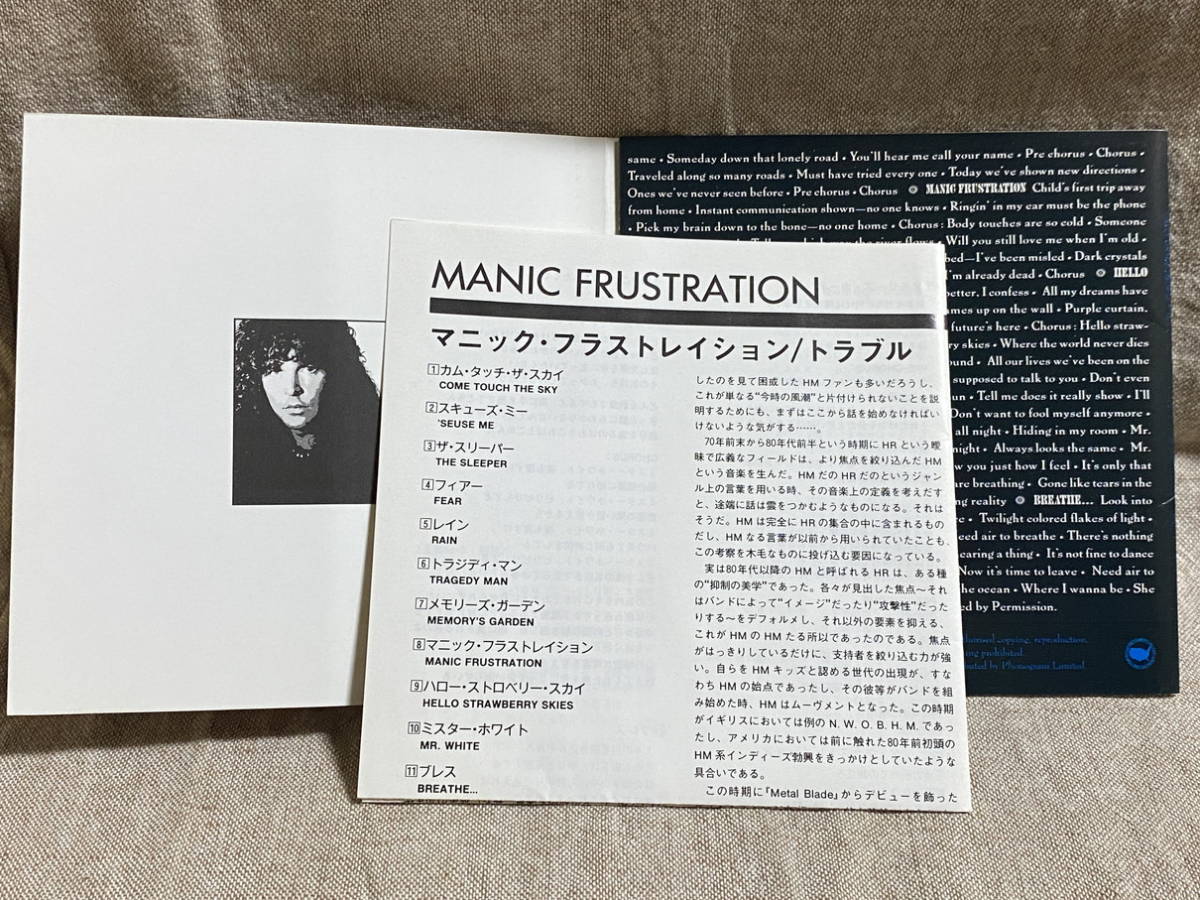 same • Someday down that lonely road • You'll hear me call your name • Pre chorus • Chorus •
Traveled along so many roads • Must have tried every one • Today we've shown new directions •
Ones we've never seen before • Pre chorus • Chorus MANIC FRUSTRATION Child's first trip away
from home • Instant communication shown—no one knows • Ringin' in my ear must be the phone
• Pick my brain down to the bone—no one home • Chorus: Body touches are so cold • Someone
river flows • Will you still love me when I'm old •
bed—I've been misled • Dark crystals
I'm already dead • Chorus HELLO
better, I confess • All my dreams have
up on the wall • Purple curtain,
future's here • Chorus: Hello straw-
skies • Where the world never dies
All our lives we've been on the
supposed to talk to you • Don't even
Tell me does it really show • I'll
Don't want to fool myself anymore •
all night • Hiding in my room • Mr.
Always looks the same • Mr.
you just how I feel • It's only that
are breathing • Gone like tears in the
reality BREATHE... Look into
Twilight colored flakes of light •
need air to breathe • There's nothing
a thing • It's not fine to dance
Now it's time to leave • Need air to
the ocean • Where I wanna be • She
by Permission.
copying, reproduction,
prohibited.
by Phonogram Limited.
MANIC FRUSTRATION
マニック・フラストレイション/トラブル
1カム・タッチ・ザ・スカイ
COME TOUCH THE SKY
2スキューズ・ミー
'SEUSE ME
3ザ・スリーパー
THE SLEEPER
4フィアー
FEAR
5レイン
RAIN
6トラジディ・マン
TRAGEDY MAN
7メモリーズ・ガーデン
MEMORY'S GARDEN
8マニック・フラストレイション
MANIC FRUSTRATION
9ハロー・ストロベリー・スカイ
HELLO STRAWBERRY SKIES
10ミスター・ホワイト
MR. WHITE
11ブレス
BREATHE...
したのを見て困惑した HM ファンも多いだろうし、
これが単なる“今時の風潮”と片付けられないことを説
明するためにも、まずはここから話を始めなければい
けないような気がする……。
70年前末から80年代前半という時期に HR という曖
昧で広義なフィールドは、より焦点を絞り込んだ HM
という音楽を生んだ。HM だの HR だのというジャン
ル上の言葉を用いる時、その音楽上の定義を考えだす
と、途端に話は雲をつかむようなものになる。それは
そうだ。HM は完全に HR の集合の中に含まれるもの
だし、HM なる言葉が以前から用いられていたことも、
この考察を木毛なものに投げ込む要因になっている。
実は80年代以降の HM と呼ばれる HR は、ある種
の“抑制の美学”であった。各々が見出した焦点〜それ
はバンドによって“イメージ”だったり“攻撃性”だった
りする〜をデフォルメし、それ以外の要素を抑える、
これが HM の HM たる所以であったのである。焦点
がはっきりしているだけに、支持者を絞り込む力が強
い。自らを HM キッズと認める世代の出現が、すな
わち HM の始点であったし、その彼等がバンドを組
み始めた時、HM はムーヴメントとなった。この時期
がイギリスにおいては例の N. W. O. B. H. M. であっ
たし、アメリカにおいては前に触れた80年前初頭の
HM 系インディーズ勃興をきっかけとしていたような
具合いである。
この時期に『Metal Blade』からデビューを飾った